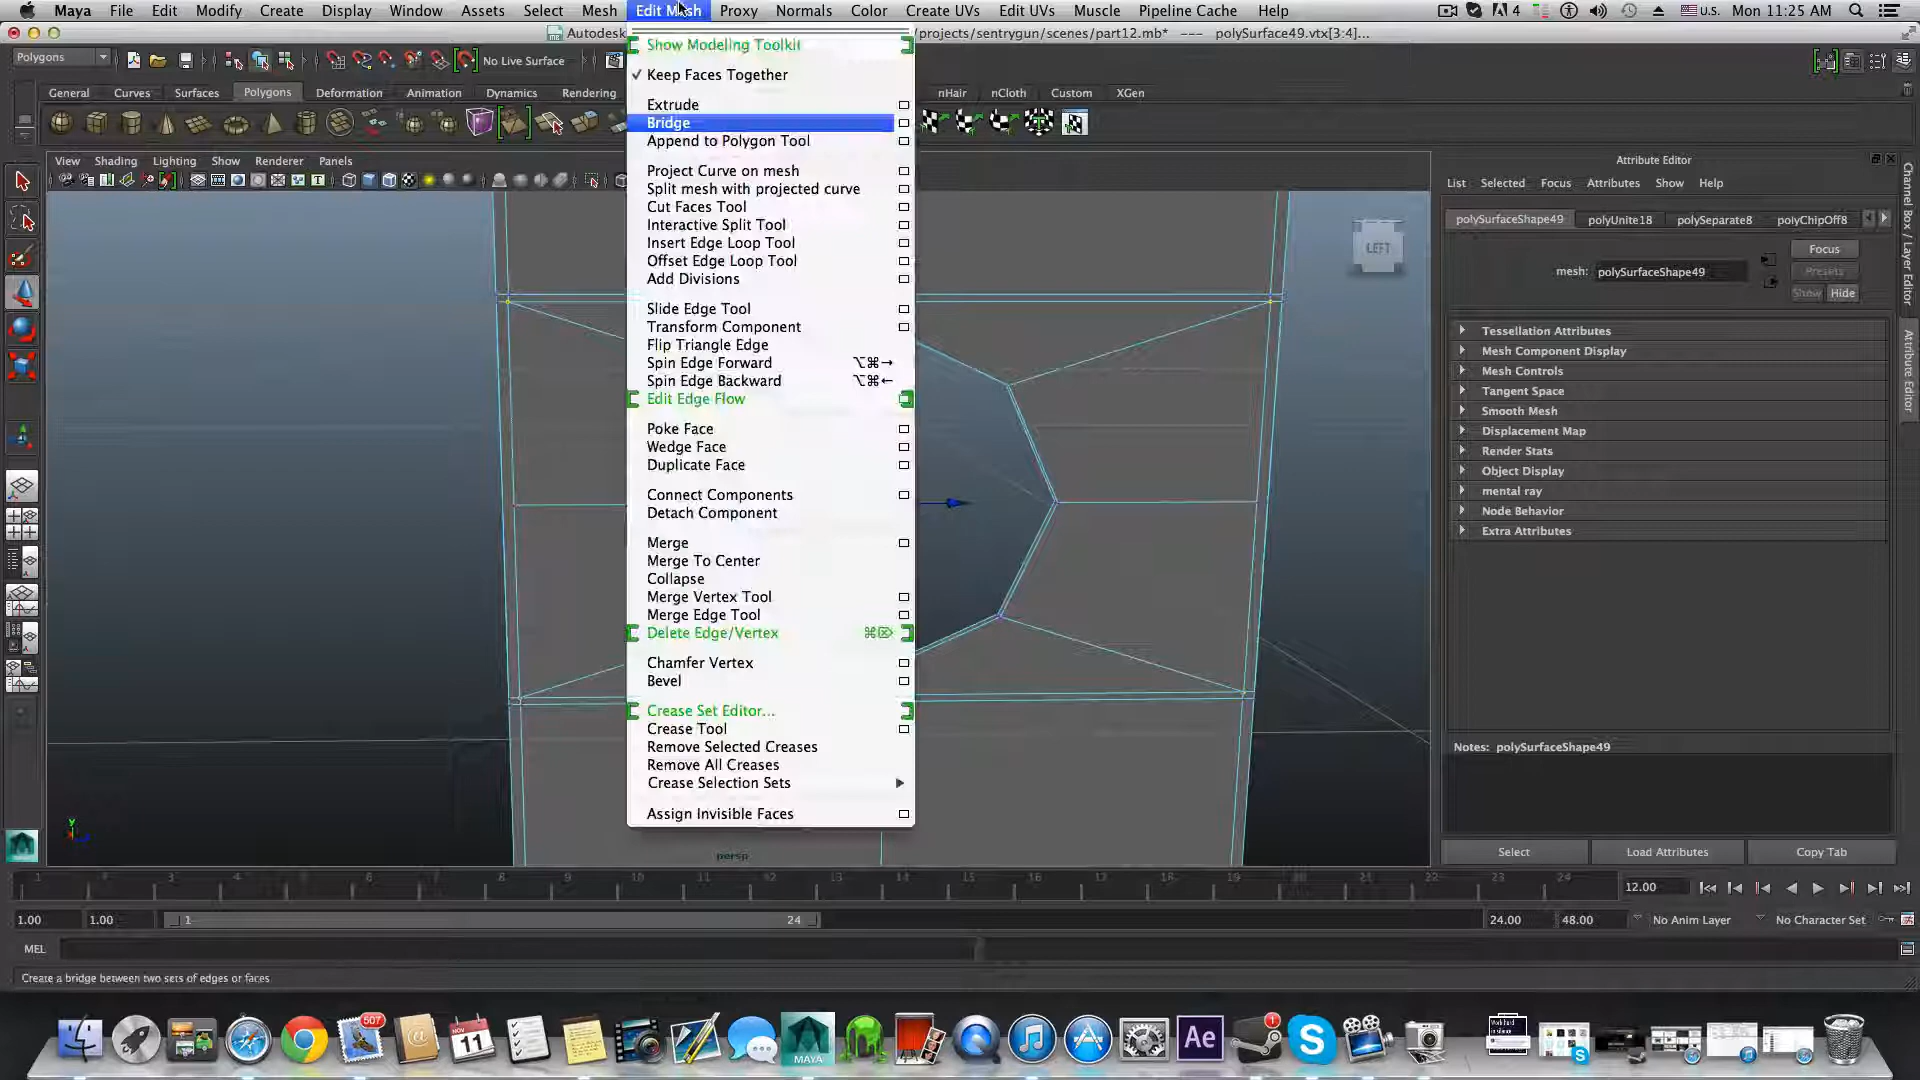 Maya File Edit Modify Create Display Window Assets Select Mesh Edit Mesh Proxy Normals Color Create UVs Edit UVs Muscle Pipeline Cache Help
4 U.S. Mon 11:25 AM
Autodesk /projects/sentrygun/scenes/part12.mb* --- polySurface49.vtx[3:4]...
Polygons No Live Surface
General Curves Surfaces Polygons Deformation Animation Dynamics Rendering nHair nCloth Custom XGen
View Shading Lighting Show Renderer Panels
Show Modeling Toolkit
Keep Faces Together
Extrude
Bridge
Append to Polygon Tool
Project Curve on mesh
Split mesh with projected curve
Cut Faces Tool
Interactive Split Tool
Insert Edge Loop Tool
Offset Edge Loop Tool
Add Divisions
Slide Edge Tool
Transform Component
Flip Triangle Edge
Spin Edge Forward ⌥⌘→
Spin Edge Backward ⌥⌘←
Edit Edge Flow
Poke Face
Wedge Face
Duplicate Face
Connect Components
Detach Component
Merge
Merge To Center
Collapse
Merge Vertex Tool
Merge Edge Tool
Delete Edge/Vertex ⌘⌦
Chamfer Vertex
Bevel
Crease Set Editor...
Crease Tool
Remove Selected Creases
Remove All Creases
Crease Selection Sets
Assign Invisible Faces
LEFT
persp
y
Attribute Editor
List Selected Focus Attributes Show Help
polySurfaceShape49 polyUnite18 polySeparate8 polyChipOff8
Focus
mesh: polySurfaceShape49
Presets
Show Hide
Tessellation Attributes
Mesh Component Display
Mesh Controls
Tangent Space
Smooth Mesh
Displacement Map
Render Stats
Object Display
mental ray
Node Behavior
Extra Attributes
Notes: polySurfaceShape49
Select Load Attributes Copy Tab
Channel Box / Layer Editor
Attribute Editor
1 3 4 6 8 9 11 12 13 14 15 16 17 18 19 20 21 22 23 24
12.00
1.00 1.00 1 24 24.00 48.00 No Anim Layer No Character Set
MEL
Create a bridge between two sets of edges or faces
507
NOV
11
MAYA
Ae
1